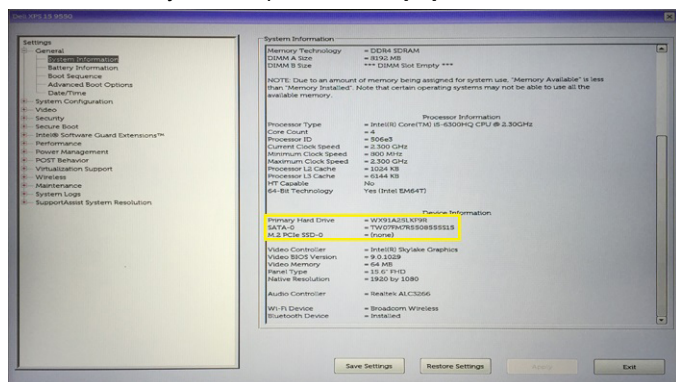 Dell XPS 15 9550
Settings
General
System Information
Battery Information
Boot Sequence
Advanced Boot Options
Date/Time
System Configuration
Video
Security
Secure Boot
Intel® Software Guard Extensions™
Performance
Power Management
POST Behavior
Virtualization Support
Wireless
Maintenance
System Logs
SupportAssist System Resolution
System Information
Memory Technology = DDR4 SDRAM
DIMM A Size = 8192 MB
DIMM B Size *** DIMM Slot Empty ***
NOTE: Due to an amount of memory being assigned for system use, "Memory Available" is less
than "Memory Installed". Note that certain operating systems may not be able to use all the
available memory.
Processor Information
Processor Type = Intel(R) Core(TM) i5-6300HQ CPU @ 2.30GHz
Core Count = 4
Processor ID = 506e3
Current Clock Speed = 2.300 GHz
Minimum Clock Speed = 800 MHz
Maximum Clock Speed = 2.300 GHz
Processor L2 Cache = 1024 KB
Processor L3 Cache = 6144 KB
HT Capable No
64-Bit Technology Yes (Intel EM64T)
Device Information
Primary Hard Drive
SATA-0
M.2 PCIe SSD-0 = (none)
Video Controller = Intel(R) Skylake Graphics
Video BIOS Version = 9.0.1029
Video Memory = 64 MB
Panel Type = 15.6" FHD
Native Resolution = 1920 by 1080
Audio Controller = Realtek ALC3266
Wi-Fi Device = Broadcom Wireless
Bluetooth Device = Installed
Save Settings Restore Settings Apply Exit